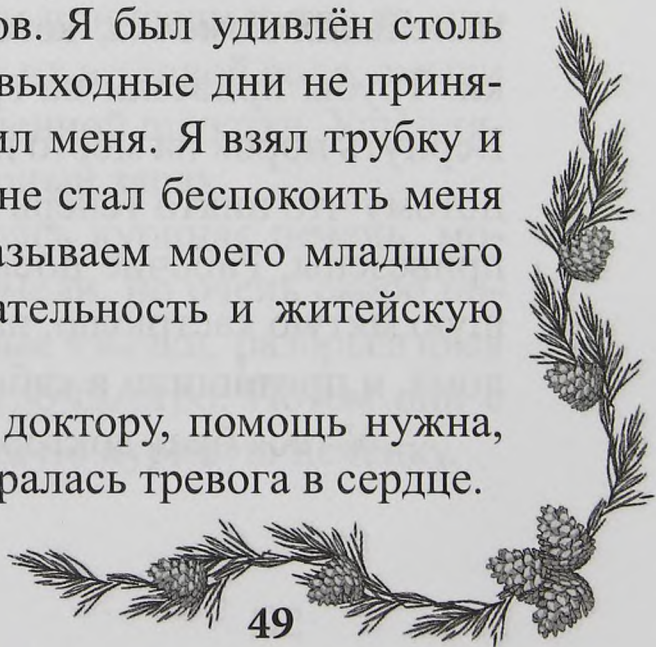 ов. Я был удивлён столь
выходные дни не приня-
ил меня. Я взял трубку и
не стал беспокоить меня
азываем моего младшего
ательность и житейскую
доктору, помощь нужна,
ралась тревога в сердце.
49